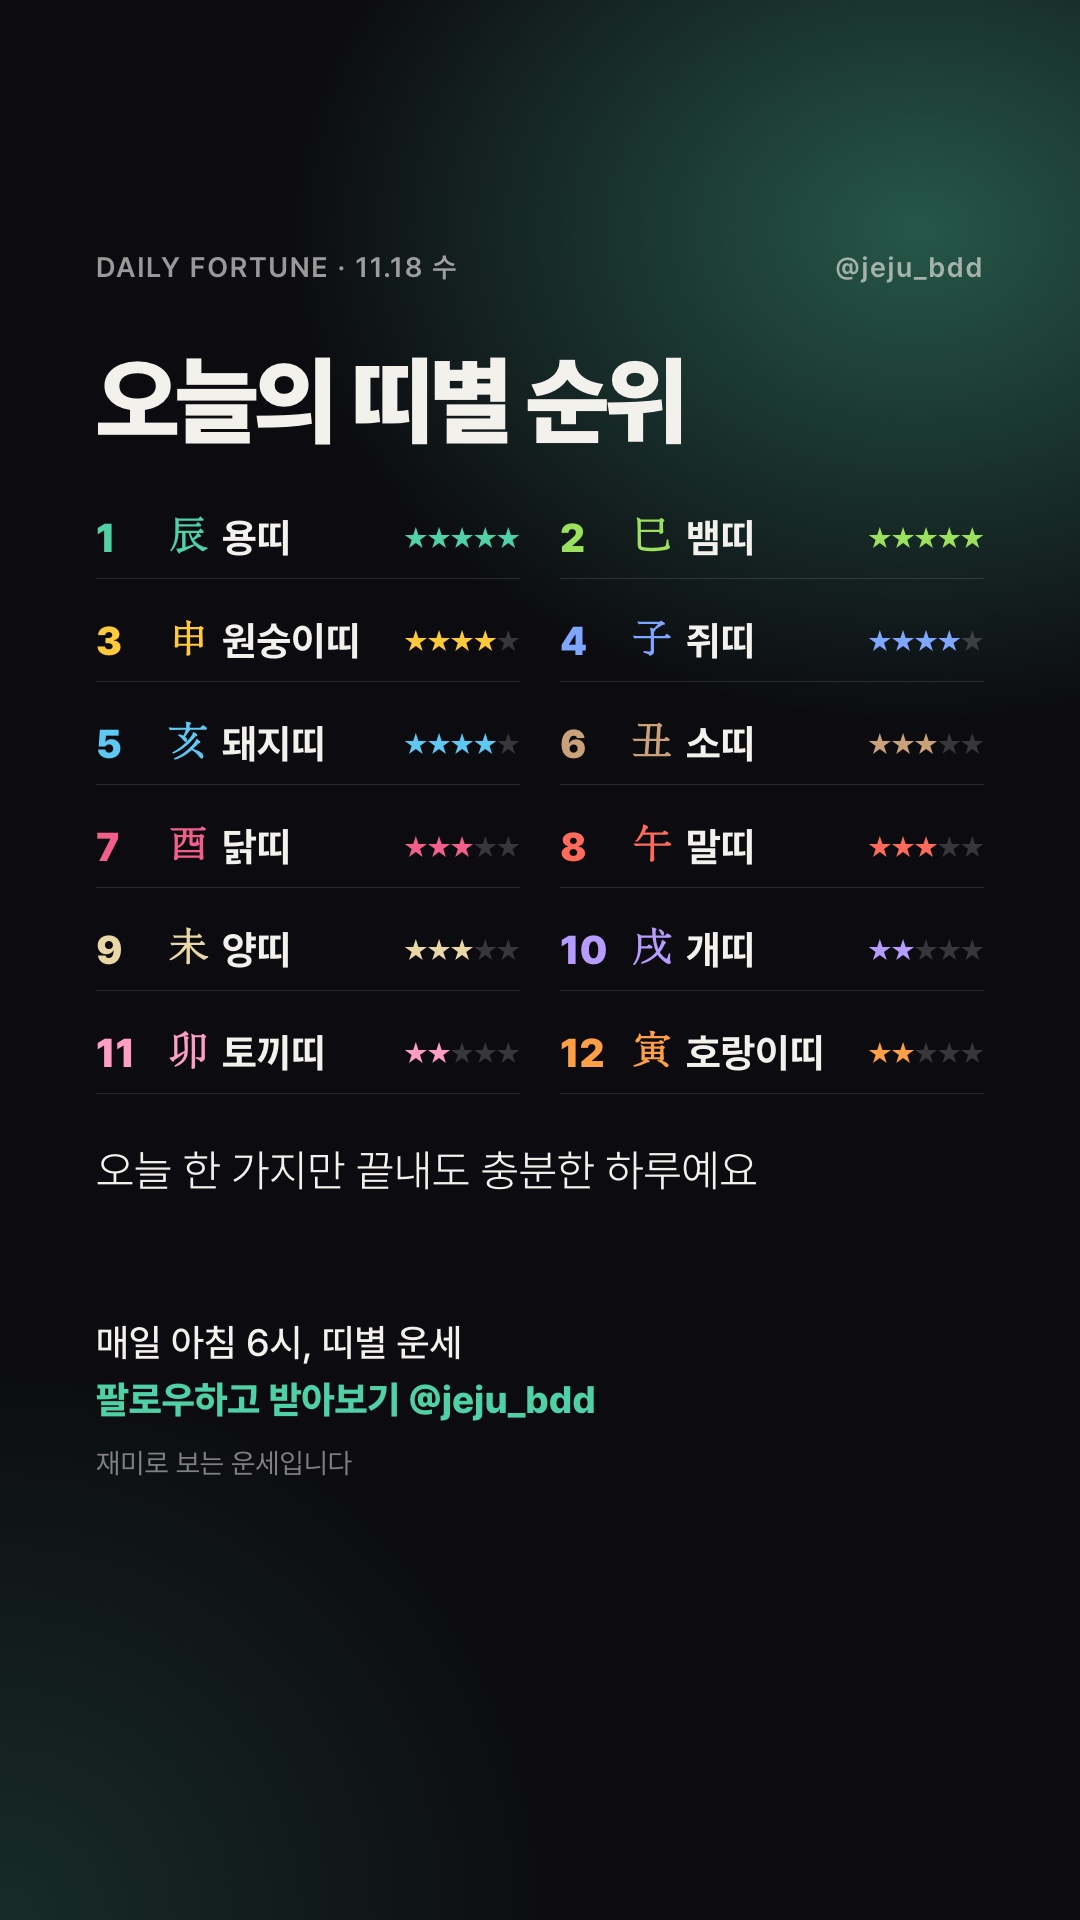 DAILY FORTUNE · 11.18 수
@jeju_bdd
오늘의 띠별 순위
1 辰 용띠 ★★★★★
2 巳 뱀띠 ★★★★★
3 申 원숭이띠 ★★★★★
4 子 쥐띠 ★★★★★
5 亥 돼지띠 ★★★★★
6 丑 소띠 ★★★★★
7 酉 닭띠 ★★★★★
8 午 말띠 ★★★★★
9 未 양띠 ★★★★★
10 戌 개띠 ★★★★★
11 卯 토끼띠 ★★★★★
12 寅 호랑이띠 ★★★★★
오늘 한 가지만 끝내도 충분한 하루예요
매일 아침 6시, 띠별 운세
팔로우하고 받아보기 @jeju_bdd
재미로 보는 운세입니다